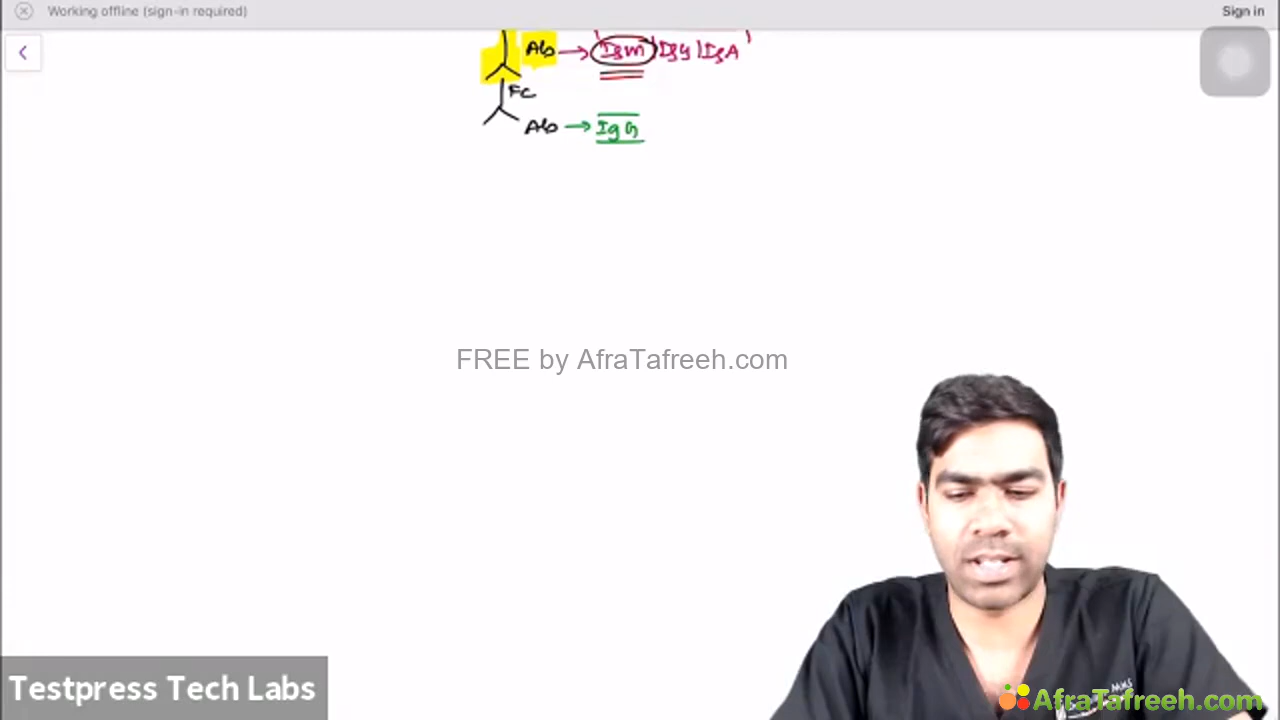 Working offline (sign-in required)
Sign in
Ab → IgM | IgG | IgA
FC
Ab → IgG
FREE by AfraTafreeh.com
MMS
Testpress Tech Labs
AfraTafreeh.com